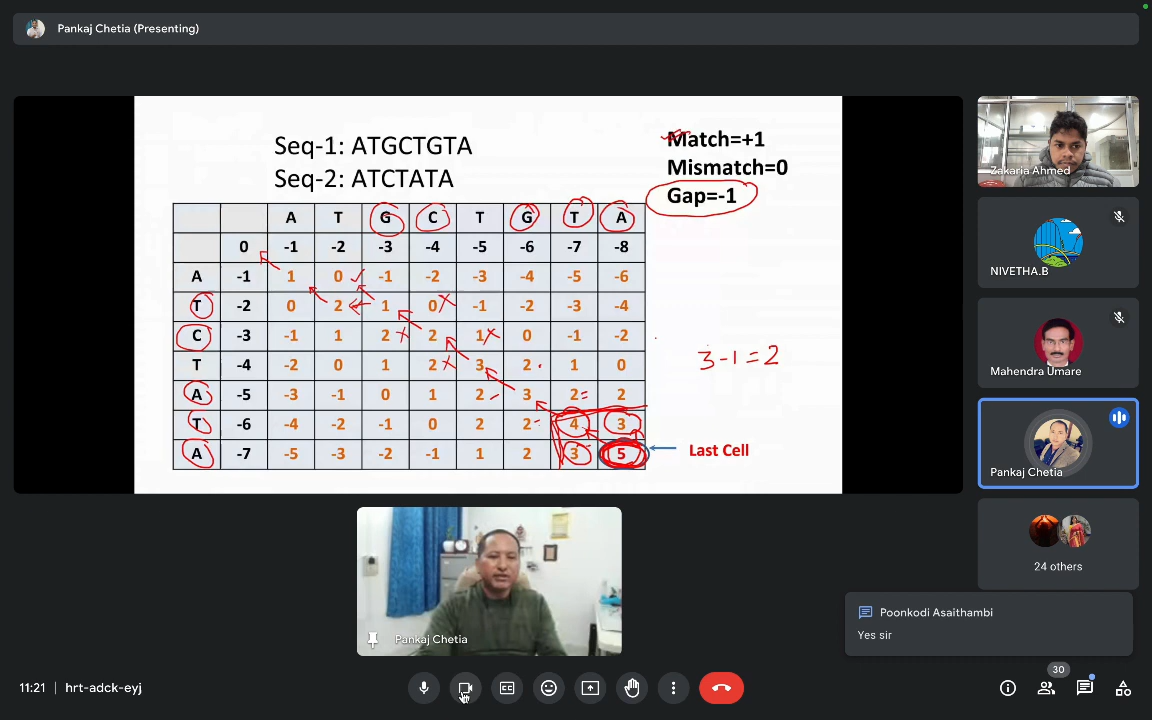 Pankaj Chetia (Presenting)
Seq-1: ATGCTGTA
Seq-2: ATCTATA
Match=+1
Mismatch=0
Gap=-1
A T G C T G T A
0 -1 -2 -3 -4 -5 -6 -7 -8
A -1 1 0 -1 -2 -3 -4 -5 -6
T -2 0 2 1 0 -1 -2 -3 -4
C -3 -1 1 2 2 1 0 -1 -2
T -4 -2 0 1 2 3 2 1 0
A -5 -3 -1 0 1 2 3 2 2
T -6 -4 -2 -1 0 2 2 4 3
A -7 -5 -3 -2 -1 1 2 3 5
Last Cell
3-1=2
Zakaria Ahmed
NIVETHA.B
Mahendra Umare
Pankaj Chetia
24 others
Pankaj Chetia
Poonkodi Asaithambi
Yes sir
11:21 | hrt-adck-eyj
30